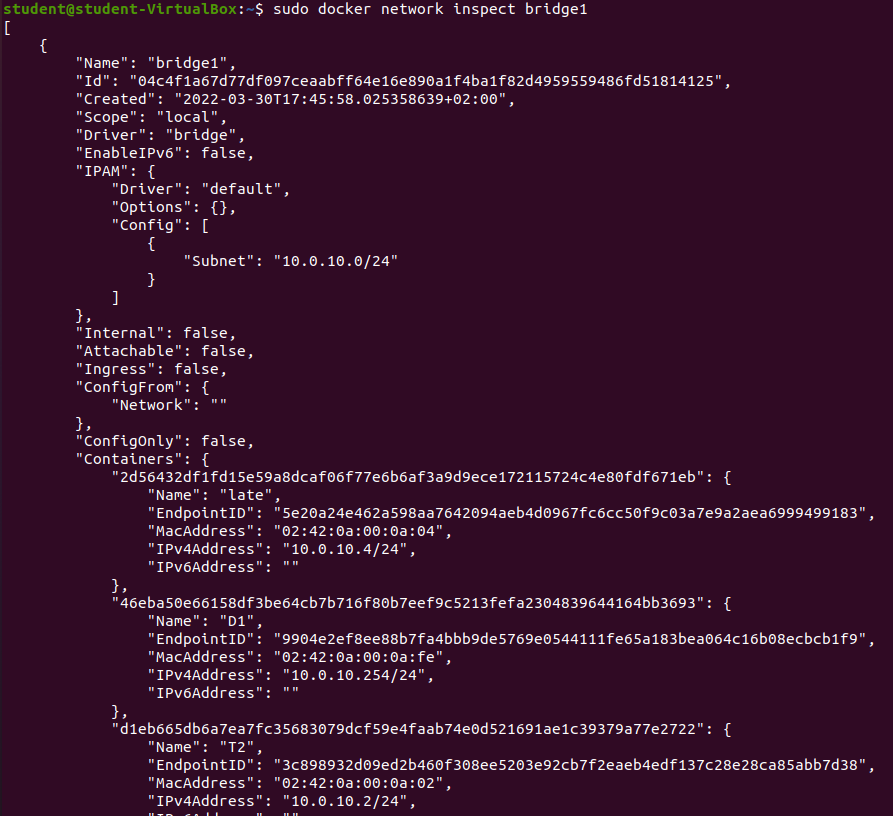 student@student-VirtualBox:~$ sudo docker network inspect bridge1
[
    {
        "Name": "bridge1",
        "Id": "04c4f1a67d77df097ceaabff64e16e890a1f4ba1f82d4959559486fd51814125",
        "Created": "2022-03-30T17:45:58.025358639+02:00",
        "Scope": "local",
        "Driver": "bridge",
        "EnableIPv6": false,
        "IPAM": {
            "Driver": "default",
            "Options": {},
            "Config": [
                {
                    "Subnet": "10.0.10.0/24"
                }
            ]
        },
        "Internal": false,
        "Attachable": false,
        "Ingress": false,
        "ConfigFrom": {
            "Network": ""
        },
        "ConfigOnly": false,
        "Containers": {
            "2d56432df1fd15e59a8dcaf06f77e6b6af3a9d9ece172115724c4e80fdf671eb": {
                "Name": "late",
                "EndpointID": "5e20a24e462a598aa7642094aeb4d0967fc6cc50f9c03a7e9a2aea6999499183",
                "MacAddress": "02:42:0a:00:0a:04",
                "IPv4Address": "10.0.10.4/24",
                "IPv6Address": ""
            },
            "46eba50e66158df3be64cb7b716f80b7eef9c5213fefa2304839644164bb3693": {
                "Name": "D1",
                "EndpointID": "9904e2ef8ee88b7fa4bbb9de5769e0544111fe65a183bea064c16b08ecbcb1f9",
                "MacAddress": "02:42:0a:00:0a:fe",
                "IPv4Address": "10.0.10.254/24",
                "IPv6Address": ""
            },
            "d1eb665db6a7ea7fc35683079dcf59e4faab74e0d521691ae1c39379a77e2722": {
                "Name": "T2",
                "EndpointID": "3c898932d09ed2b460f308ee5203e92cb7f2eaeb4edf137c28e28ca85abb7d38",
                "MacAddress": "02:42:0a:00:0a:02",
                "IPv4Address": "10.0.10.2/24",
                "IPv6Address": ""